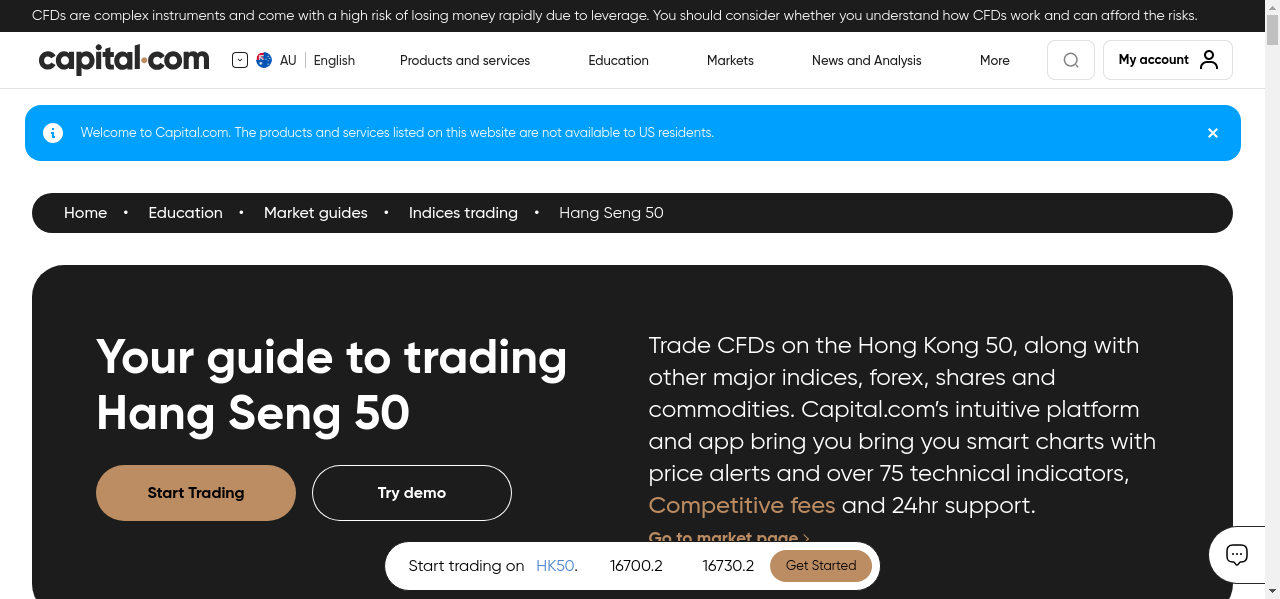 CFDs are complex instruments and come with a high risk of losing money rapidly due to leverage. You should consider whether you understand how CFDs work and can afford the risks.
capital.com
AU
English
Products and services
Education
Markets
News and Analysis
More
My account
Welcome to Capital.com. The products and services listed on this website are not available to US residents.
Home • Education • Market guides • Indices trading • Hang Seng 50
Your guide to trading
Hang Seng 50
Start Trading
Try demo
Trade CFDs on the Hong Kong 50, along with
other major indices, forex, shares and
commodities. Capital.com’s intuitive platform
and app bring you bring you smart charts with
price alerts and over 75 technical indicators,
Competitive fees and 24hr support.
Go to market page
Start trading on HK50. 16700.2 16730.2 Get Started